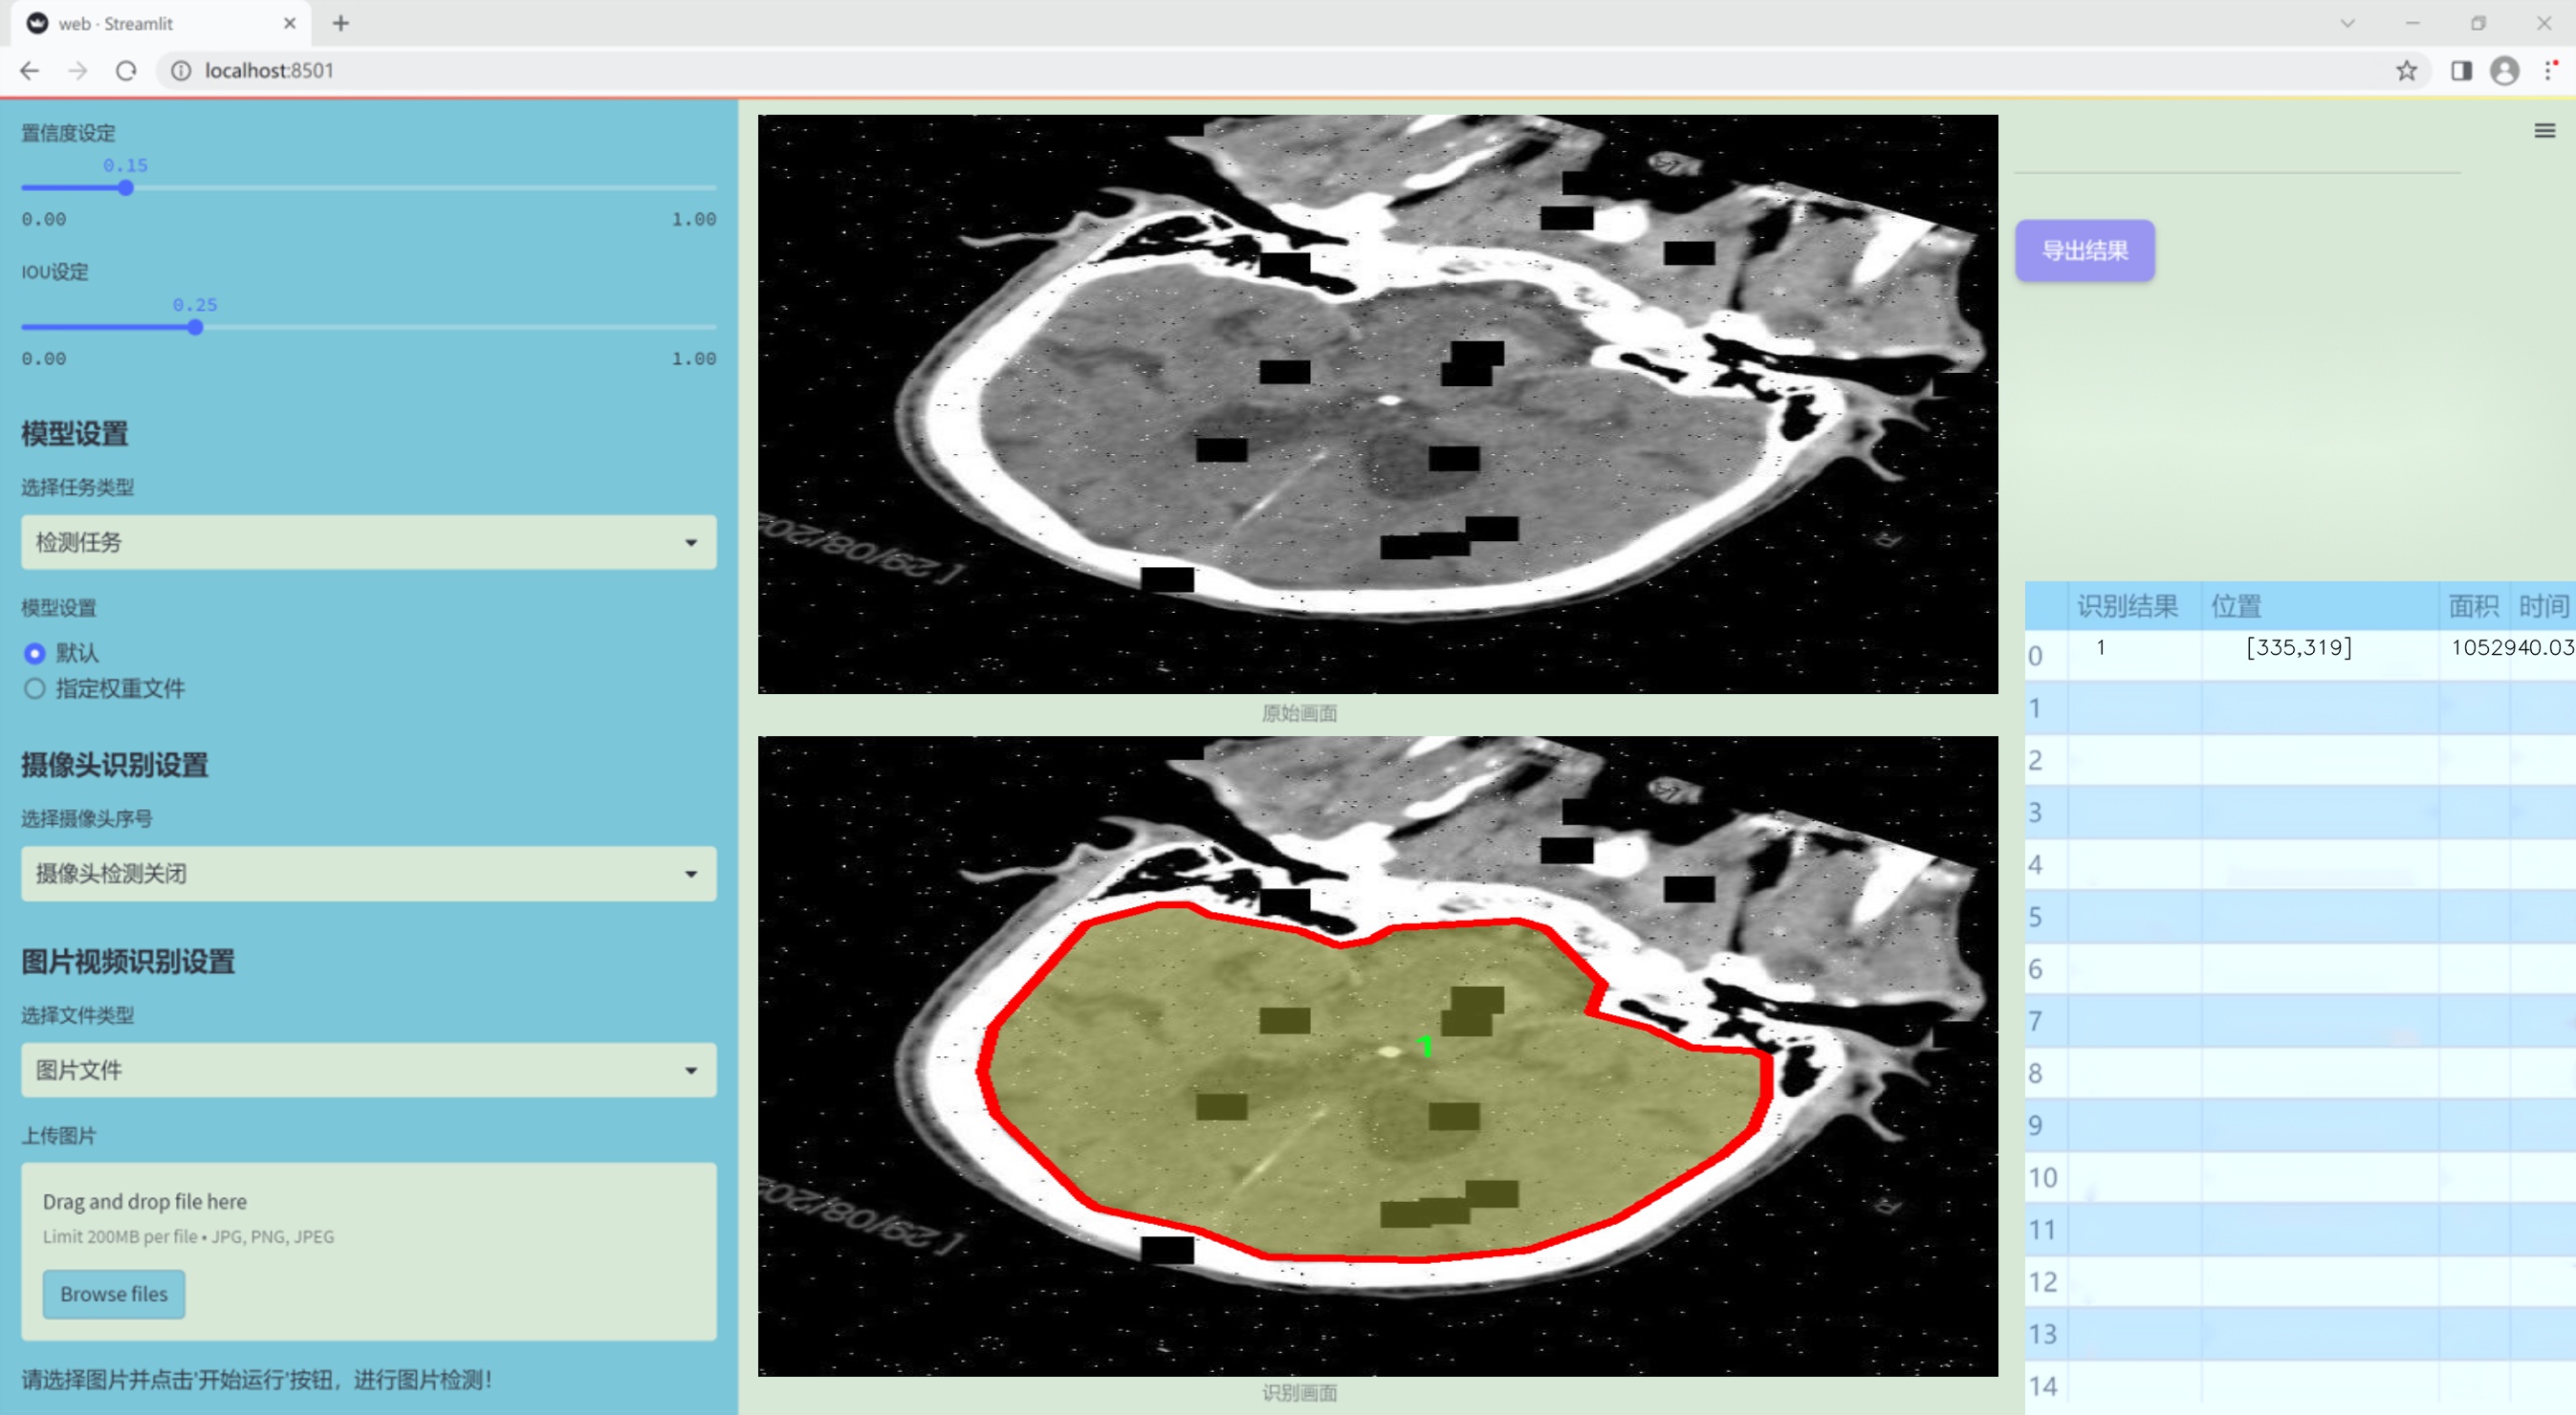 web · Streamlit
localhost:8501
置信度设定
0.15
0.00 1.00
IOU设定
0.25
0.00 1.00
模型设置
选择任务类型
检测任务
模型设置
默认
指定权重文件
摄像头识别设置
选择摄像头序号
摄像头检测关闭
图片视频识别设置
选择文件类型
图片文件
上传图片
Drag and drop file here
Limit 200MB per file • JPG, PNG, JPEG
Browse files
请选择图片并点击'开始运行'按钮，进行图片检测！
原始画面
1
识别画面
导出结果
识别结果 位置 面积 时间
0 1 [335,319] 1052940.03
1
2
3
4
5
6
7
8
9
10
11
12
13
14